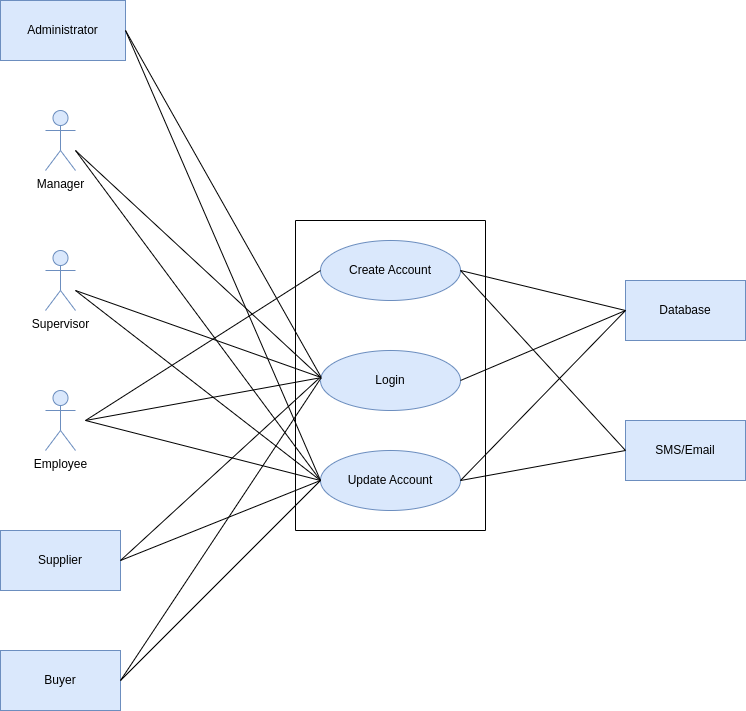 Administrator
Manager
Supervisor
Employee
Supplier
Buyer
Create Account
Login
Update Account
Database
SMS/Email